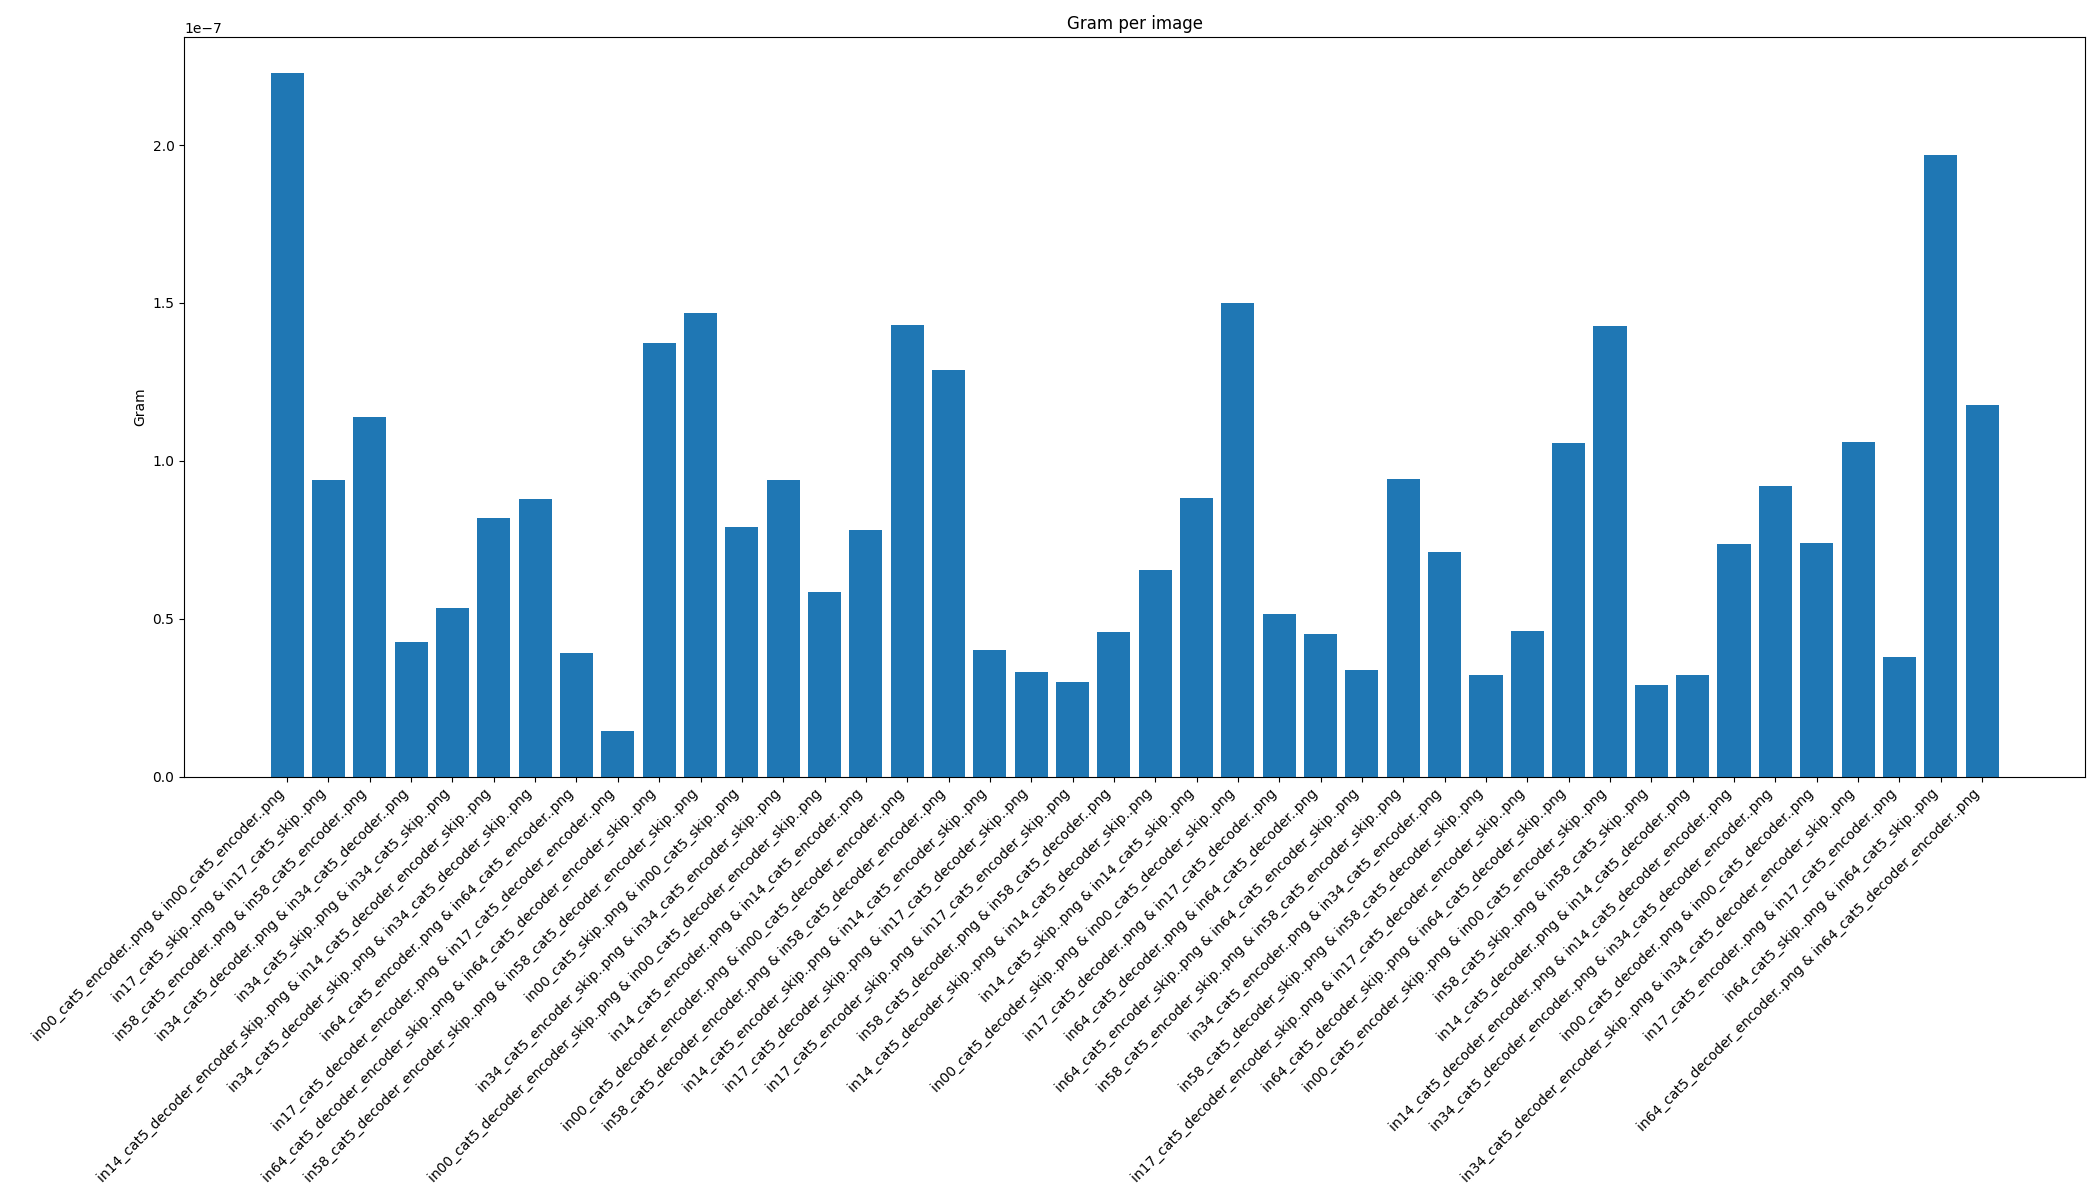 Gram per image
1e−7
2.0
1.5
1.0
0.5
0.0
Gram
in00_cat5_encoder..png & in00_cat5_encoder..png
in17_cat5_skip..png & in17_cat5_skip..png
in58_cat5_encoder..png & in58_cat5_encoder..png
in34_cat5_decoder..png & in34_cat5_decoder..png
in34_cat5_skip..png & in34_cat5_skip..png
in14_cat5_decoder_encoder_skip..png & in14_cat5_decoder_encoder_skip..png
in34_cat5_decoder_skip..png & in34_cat5_decoder_skip..png
in64_cat5_encoder..png & in64_cat5_encoder..png
in17_cat5_decoder_encoder..png & in17_cat5_decoder_encoder..png
in64_cat5_decoder_encoder_skip..png & in64_cat5_decoder_encoder_skip..png
in58_cat5_decoder_encoder_skip..png & in58_cat5_decoder_encoder_skip..png
in00_cat5_skip..png & in00_cat5_skip..png
in34_cat5_encoder_skip..png & in34_cat5_encoder_skip..png
in00_cat5_decoder_encoder_skip..png & in00_cat5_decoder_encoder_skip..png
in14_cat5_encoder..png & in14_cat5_encoder..png
in00_cat5_decoder_encoder..png & in00_cat5_decoder_encoder..png
in58_cat5_decoder_encoder..png & in58_cat5_decoder_encoder..png
in14_cat5_encoder_skip..png & in14_cat5_encoder_skip..png
in17_cat5_decoder_skip..png & in17_cat5_decoder_skip..png
in17_cat5_encoder_skip..png & in17_cat5_encoder_skip..png
in58_cat5_decoder..png & in58_cat5_decoder..png
in14_cat5_decoder_skip..png & in14_cat5_decoder_skip..png
in14_cat5_skip..png & in14_cat5_skip..png
in00_cat5_decoder_skip..png & in00_cat5_decoder_skip..png
in17_cat5_decoder..png & in17_cat5_decoder..png
in64_cat5_decoder..png & in64_cat5_decoder..png
in64_cat5_encoder_skip..png & in64_cat5_encoder_skip..png
in58_cat5_encoder_skip..png & in58_cat5_encoder_skip..png
in34_cat5_encoder..png & in34_cat5_encoder..png
in58_cat5_decoder_skip..png & in58_cat5_decoder_skip..png
in17_cat5_decoder_encoder_skip..png & in17_cat5_decoder_encoder_skip..png
in64_cat5_decoder_skip..png & in64_cat5_decoder_skip..png
in00_cat5_encoder_skip..png & in00_cat5_encoder_skip..png
in58_cat5_skip..png & in58_cat5_skip..png
in14_cat5_decoder..png & in14_cat5_decoder..png
in14_cat5_decoder_encoder..png & in14_cat5_decoder_encoder..png
in34_cat5_decoder_encoder..png & in34_cat5_decoder_encoder..png
in00_cat5_decoder..png & in00_cat5_decoder..png
in34_cat5_decoder_encoder_skip..png & in34_cat5_decoder_encoder_skip..png
in17_cat5_encoder..png & in17_cat5_encoder..png
in64_cat5_skip..png & in64_cat5_skip..png
in64_cat5_decoder_encoder..png & in64_cat5_decoder_encoder..png